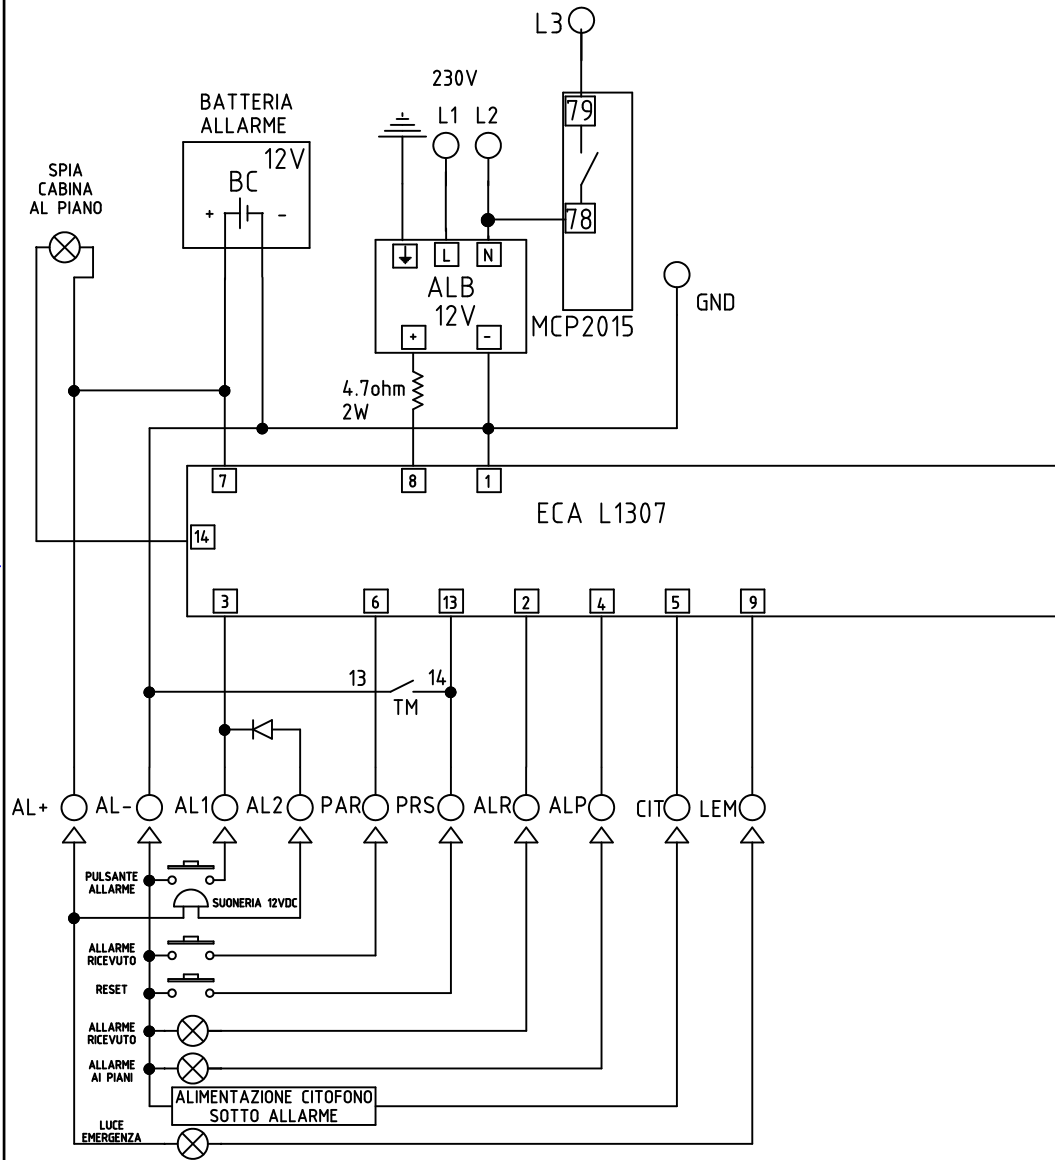 L3
230V
L1 L2
79
BATTERIA
ALLARME
12V
BC
+ -
SPIA
CABINA
AL PIANO
78
L N
ALB
12V
+ -
MCP2015
GND
4.7ohm
2W
7 8 1
ECA L1307
14
3 6 13 2 4 5 9
13 14
TM
AL+ AL- AL1 AL2 PAR PRS ALR ALP CIT LEM
PULSANTE
ALLARME
SUONERIA 12VDC
ALLARME
RICEVUTO
RESET
ALLARME
RICEVUTO
ALLARME
AI PIANI
ALIMENTAZIONE CITOFONO
SOTTO ALLARME
LUCE
EMERGENZA